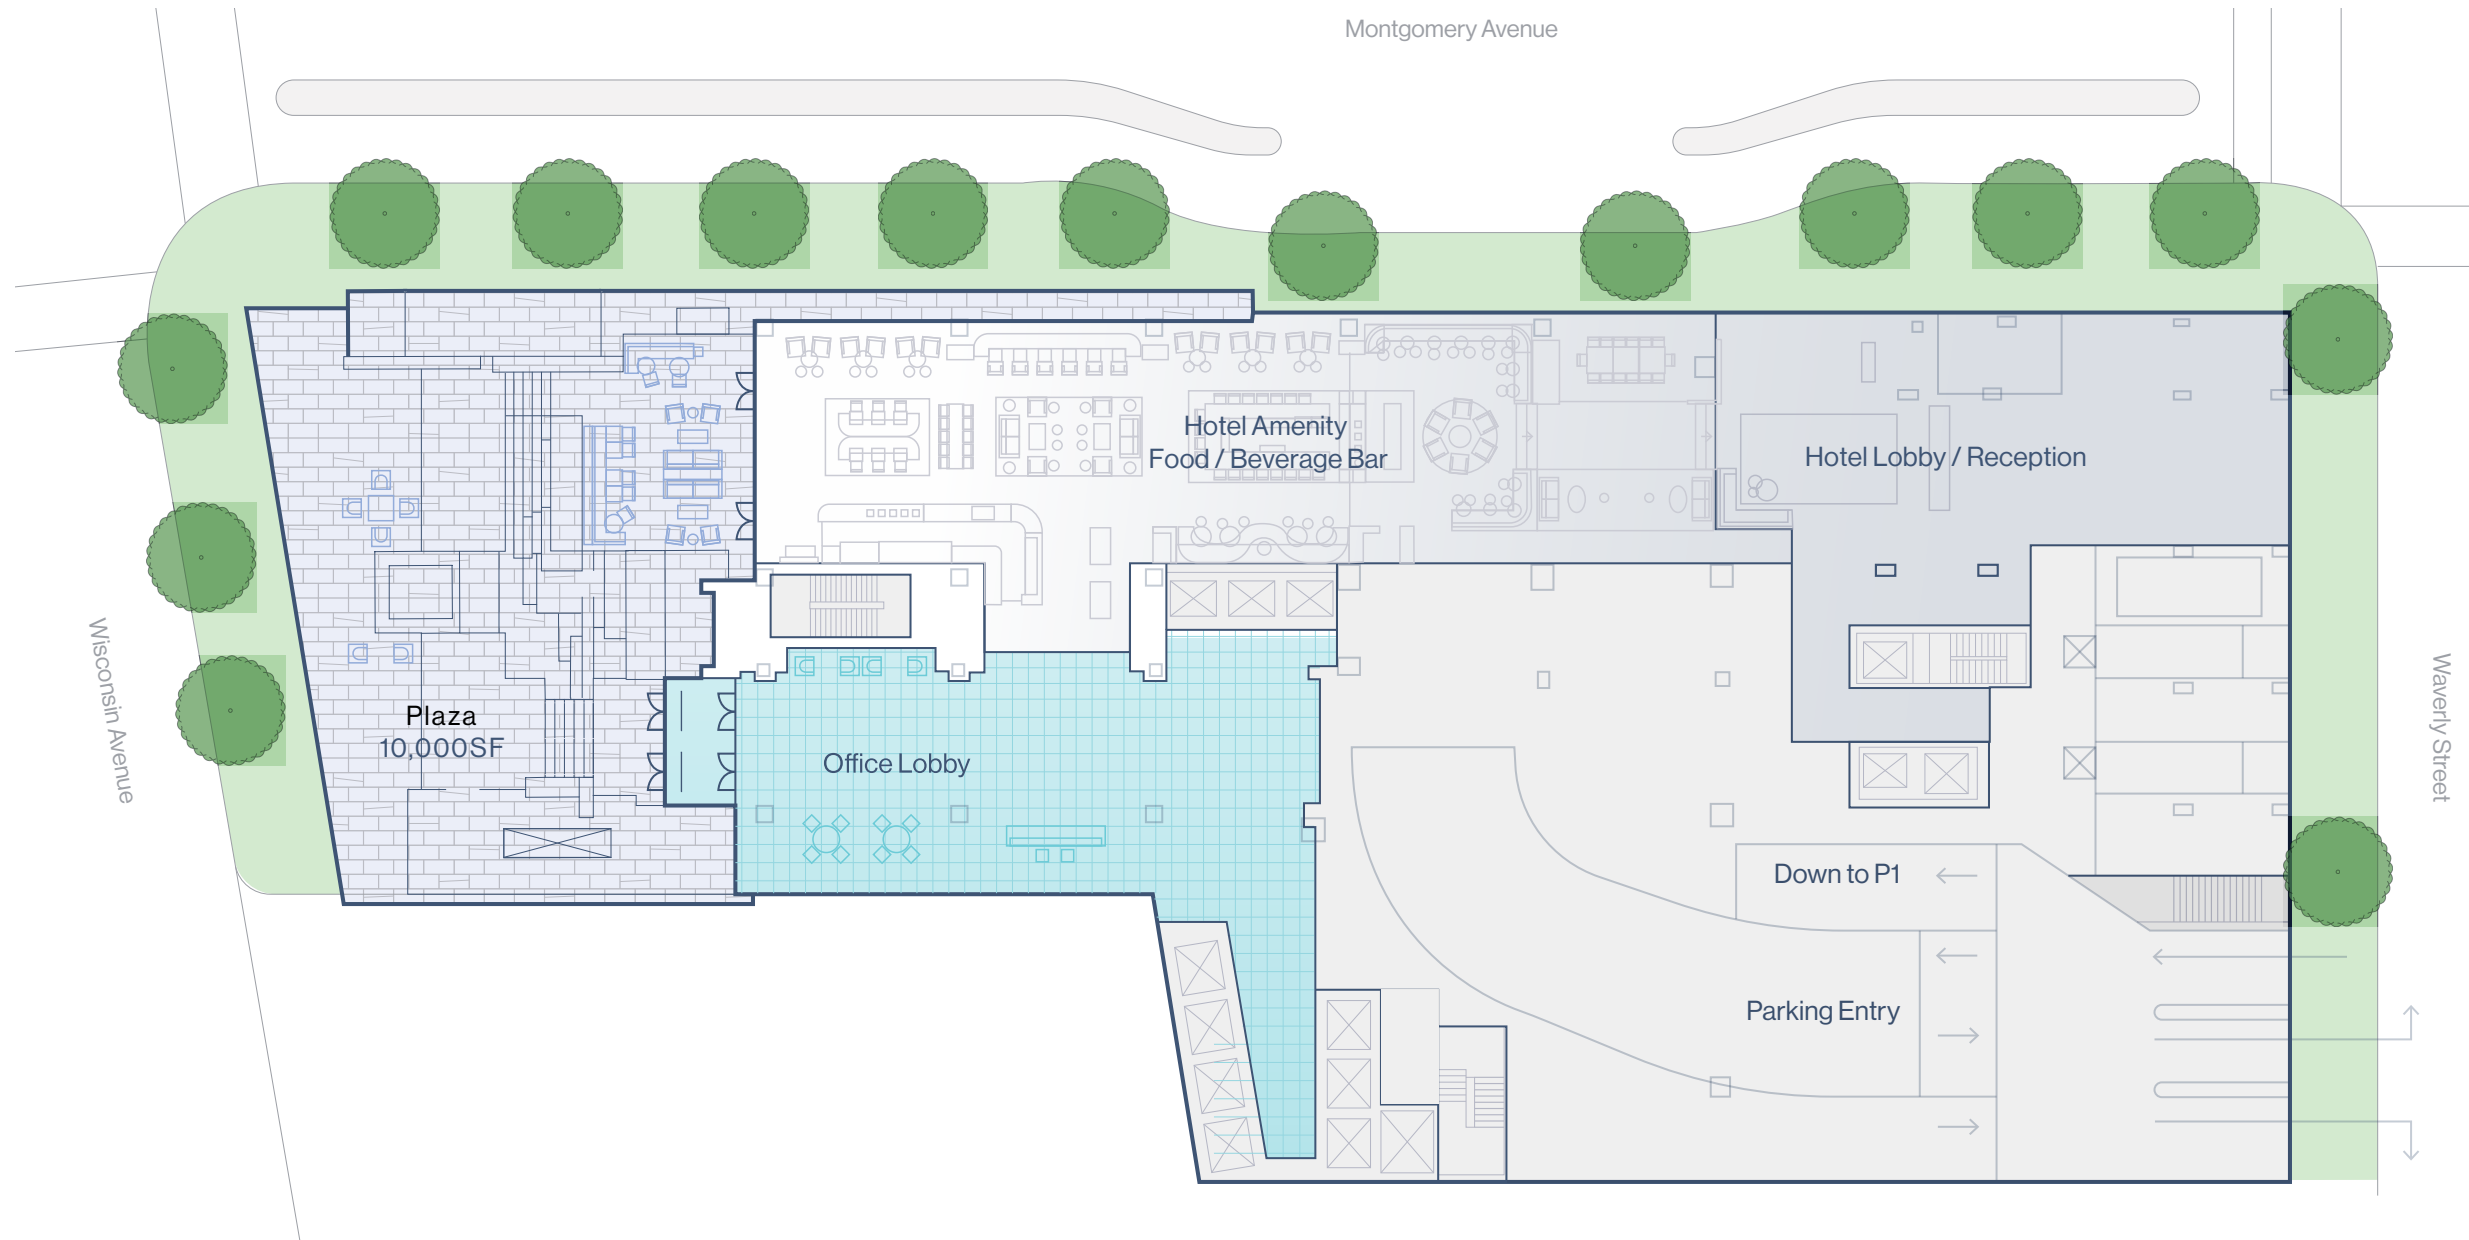 Montgomery Avenue
Hotel Amenity
Food / Beverage Bar
Hotel Lobby / Reception
Wisconsin Avenue
Waverly Street
Plaza
10,000SF
Office Lobby
Down to P1
Parking Entry